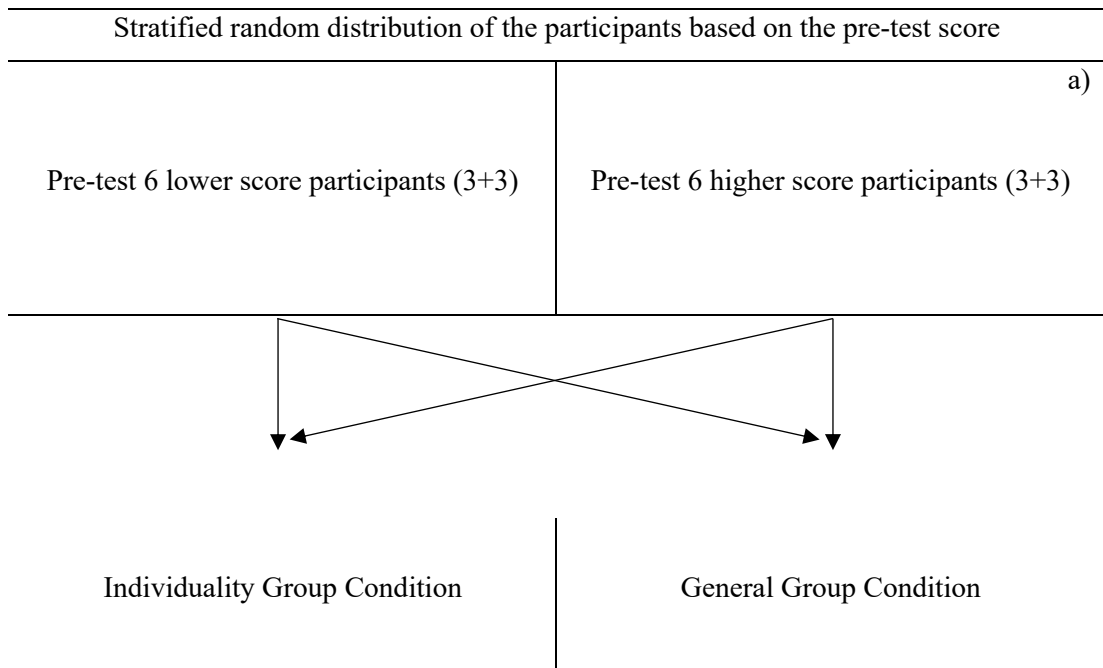 Stratified random distribution of the participants based on the pre-test score
a)
Pre-test 6 lower score participants (3+3)
Pre-test 6 higher score participants (3+3)
Individuality Group Condition
General Group Condition